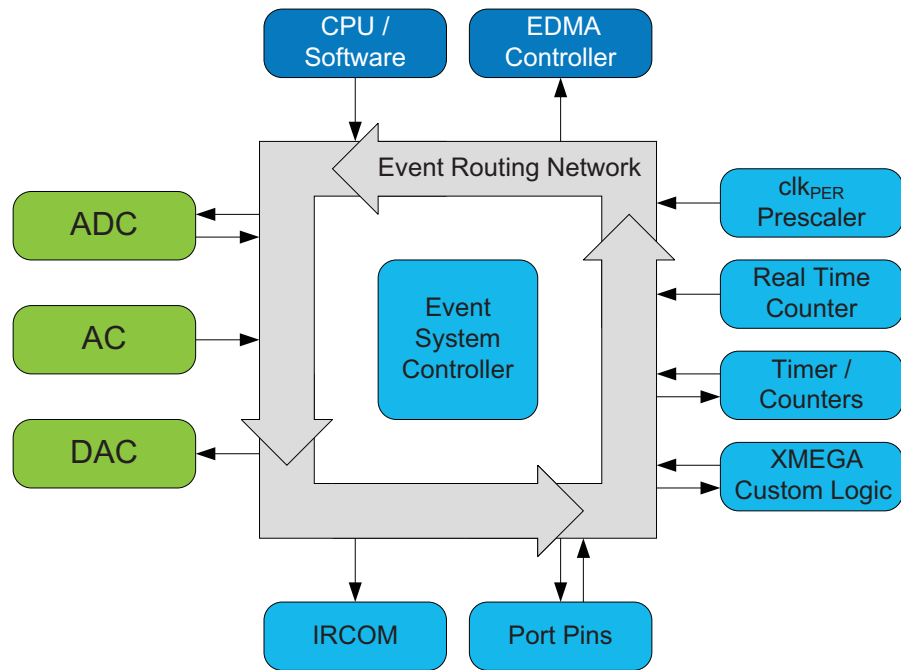 CPU /
Software
EDMA
Controller
Event Routing Network
ADC
AC
DAC
Event
System
Controller
clkPER
Prescaler
Real Time
Counter
Timer /
Counters
XMEGA
Custom Logic
IRCOM
Port Pins